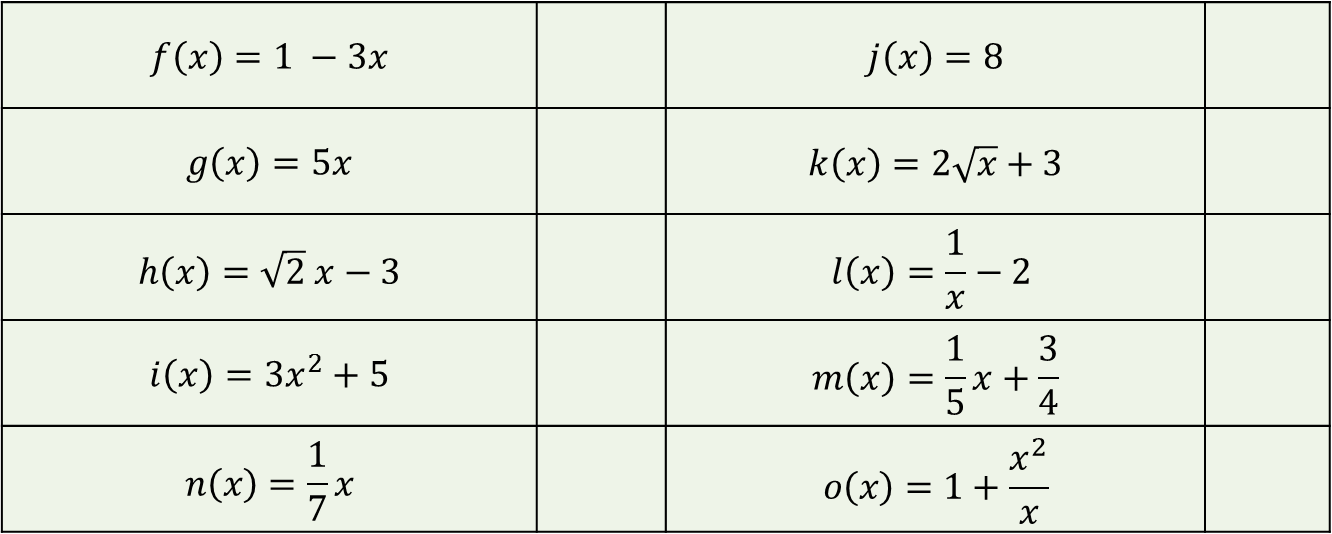 f(x) = 1 − 3x
j(x) = 8
g(x) = 5x
k(x) = 2√x + 3
h(x) = √2 x − 3
l(x) = 1/x − 2
i(x) = 3x² + 5
m(x) = 1/5 x + 3/4
n(x) = 1/7 x
o(x) = 1 + x²/x